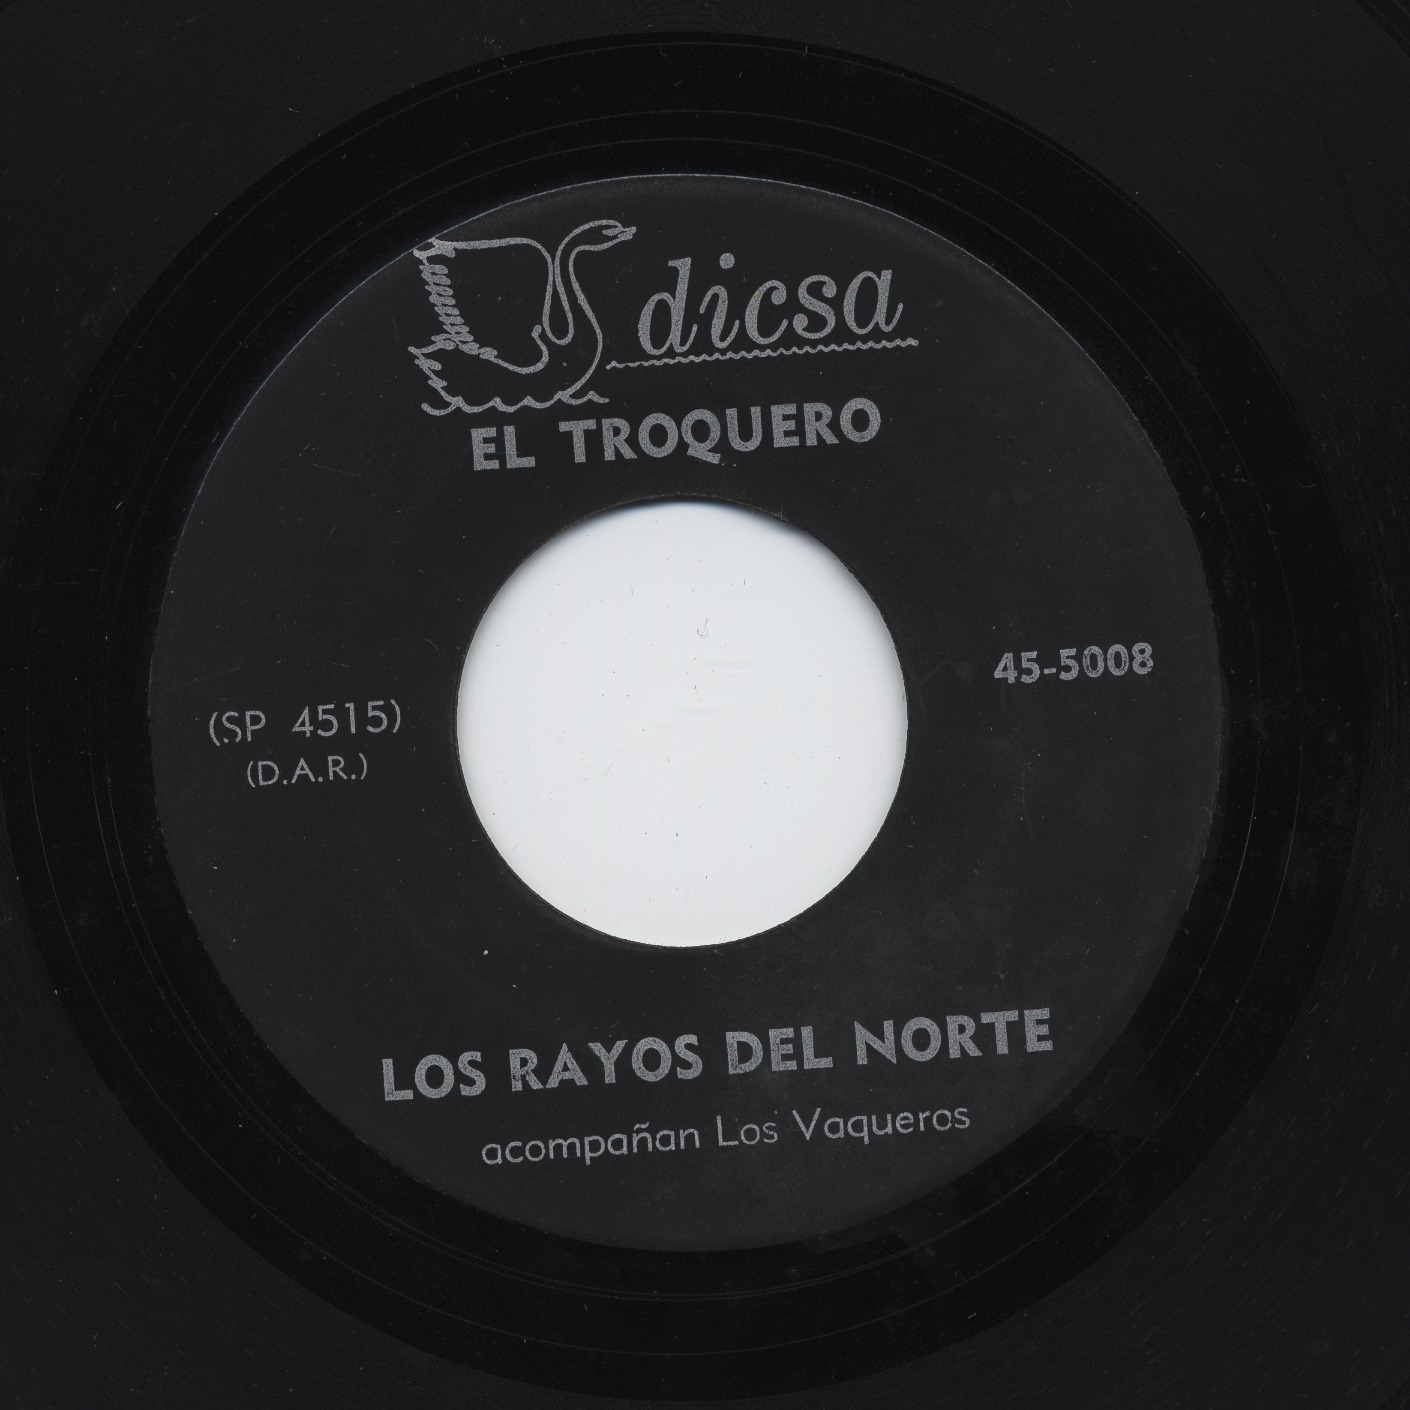 dicsa
EL TROQUERO
45-5008
(SP 4515)
(D.A.R.)
LOS RAYOS DEL NORTE
acompañan Los Vaqueros